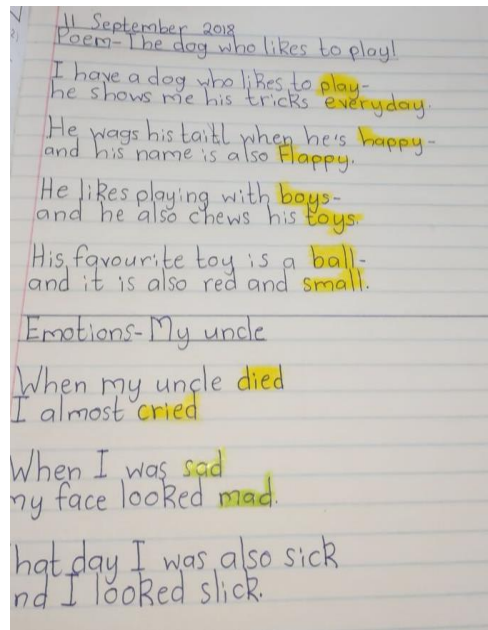 11 September 2018
Poem-The dog who likes to play!
I have a dog who likes to play-
he shows me his tricks everyday.
He wags his taitl when he's happy-
and his name is also Flappy.
He likes playing with boys-
and he also chews his toys.
His favourite toy is a ball-
and it is also red and small.
Emotions-My uncle
When my uncle died
I almost cried
When I was sad
my face looked mad.
hat day I was also sick
nd I looked slick.